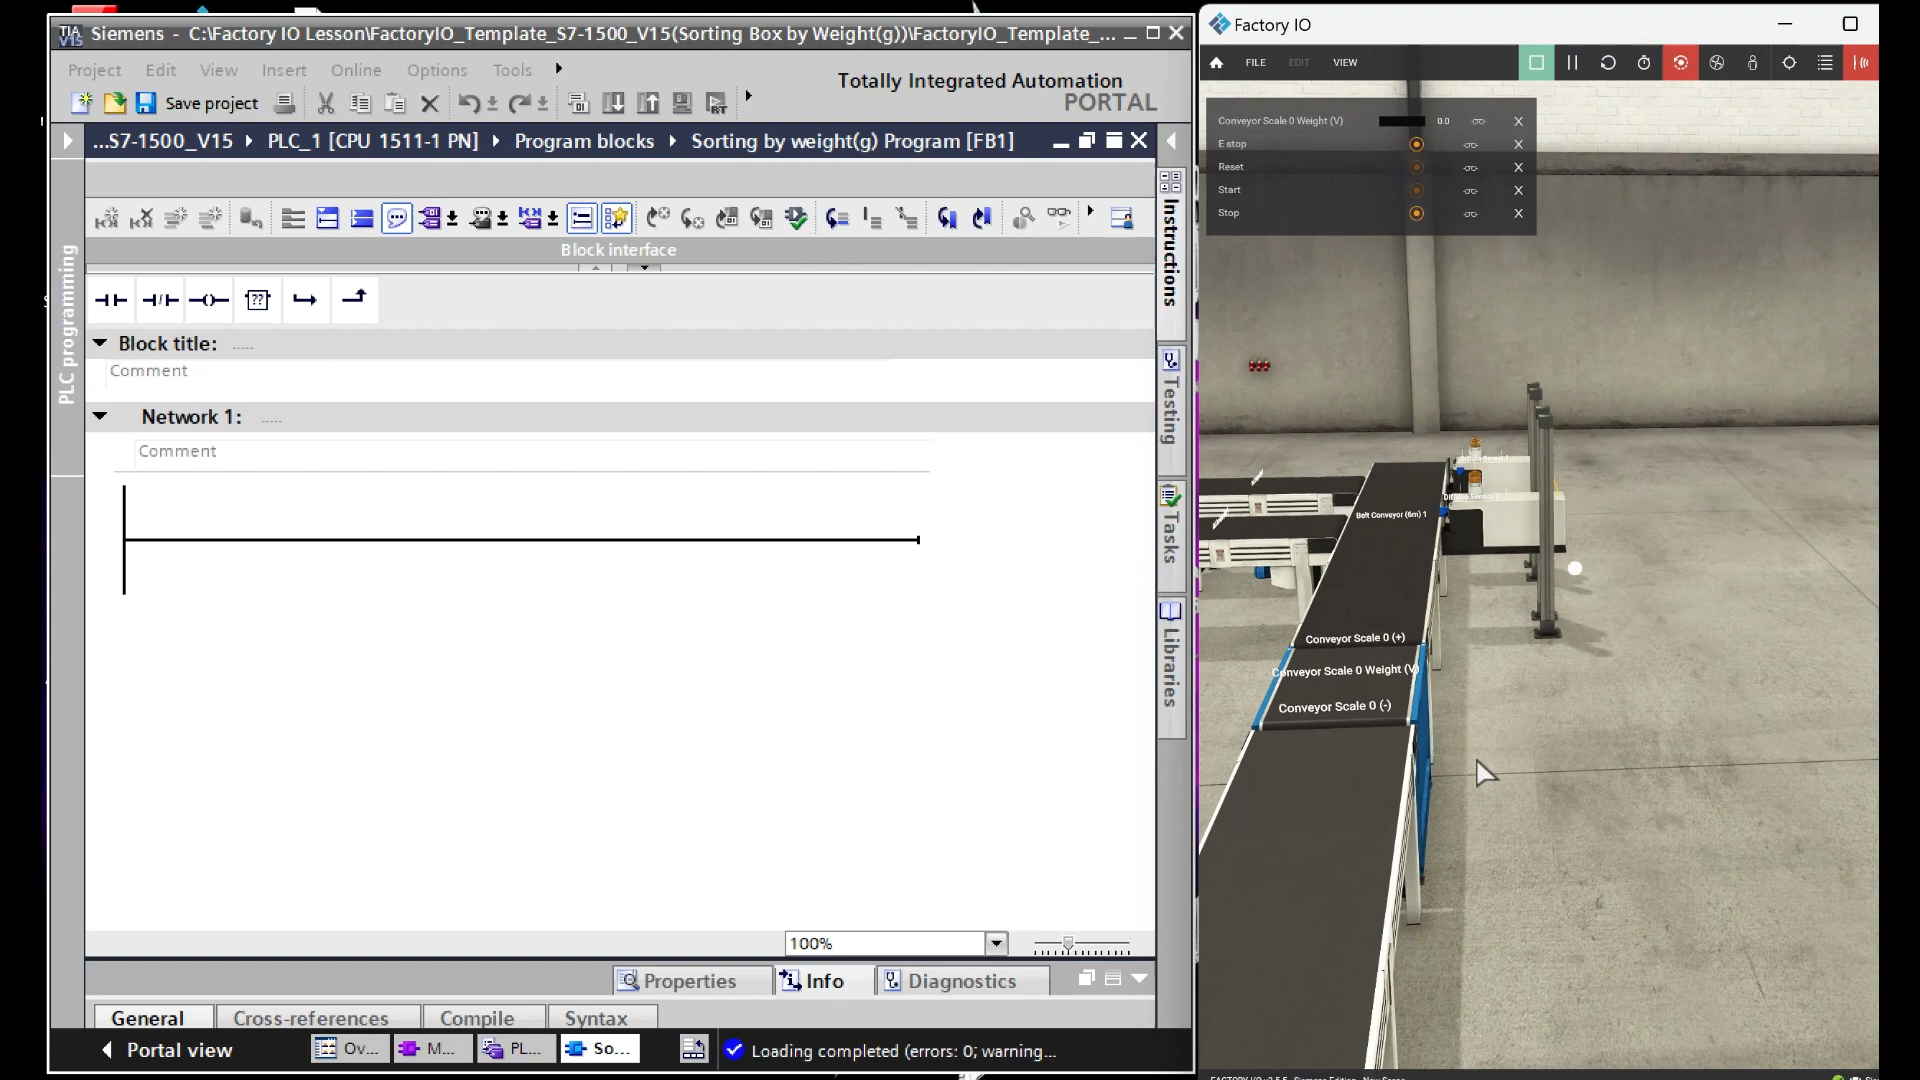 Siemens - C:\Factory IO Lesson\FactoryIO_Template_S7-1500_V15(Sorting Box by Weight(g))\FactoryIO_Template_...
Project Edit View Insert Online Options Tools
Totally Integrated Automation
PORTAL
Save project
...S7-1500_V15 PLC_1 [CPU 1511-1 PN] Program blocks Sorting by weight(g) Program [FB1]
Block interface
??
Block title: .....
Comment
Network 1: .....
Comment
100%
Properties Info Diagnostics
General Cross-references Compile Syntax
Portal view Ov... M... PL... So... Loading completed (errors: 0; warning...
PLC programming
Instructions
Testing
Tasks
Libraries
Factory IO
FILE EDIT VIEW
Conveyor Scale 0 Weight (V) 0.0 X
E stop X
Reset X
Start X
Stop X
Belt Conveyor (6m) 1
Conveyor Scale 0 (+)
Conveyor Scale 0 Weight (V)
Conveyor Scale 0 (-)